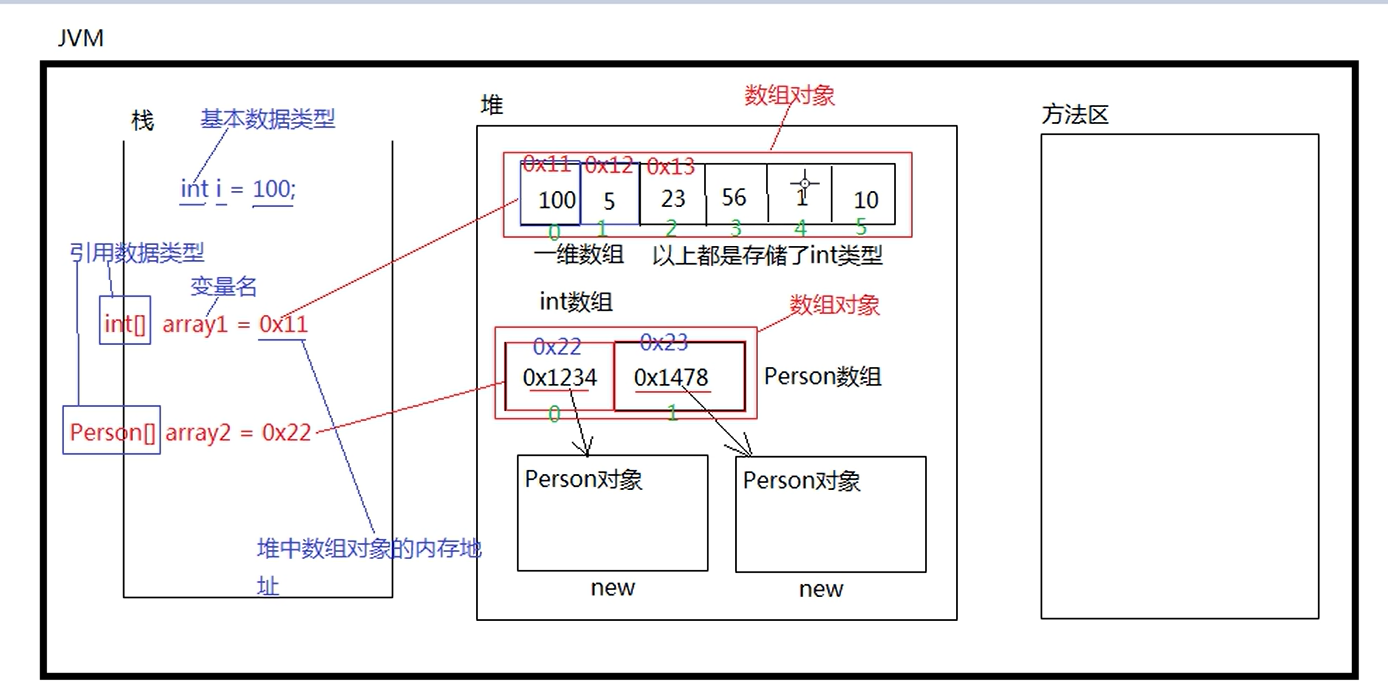 JVM
栈
基本数据类型
int i = 100;
引用数据类型
变量名
int[] array1 = 0x11
Person[] array2 = 0x22
堆中数组对象的内存地
址
堆
数组对象
0x11 0x12 0x13
100 5 23 56 1 10
0 1 2 3 4 5
一维数组 以上都是存储了int类型
int数组
数组对象
0x22 0x23
0x1234 0x1478
Person数组
0 1
Person对象 Person对象
new new
方法区